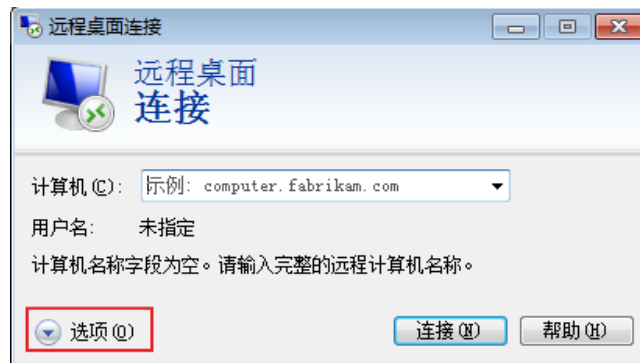 远程桌面连接
远程桌面
连接
计算机(C): 示例: computer.fabrikam.com
用户名: 未指定
计算机名称字段为空。请输入完整的远程计算机名称。
选项(O) 连接(N) 帮助(H)